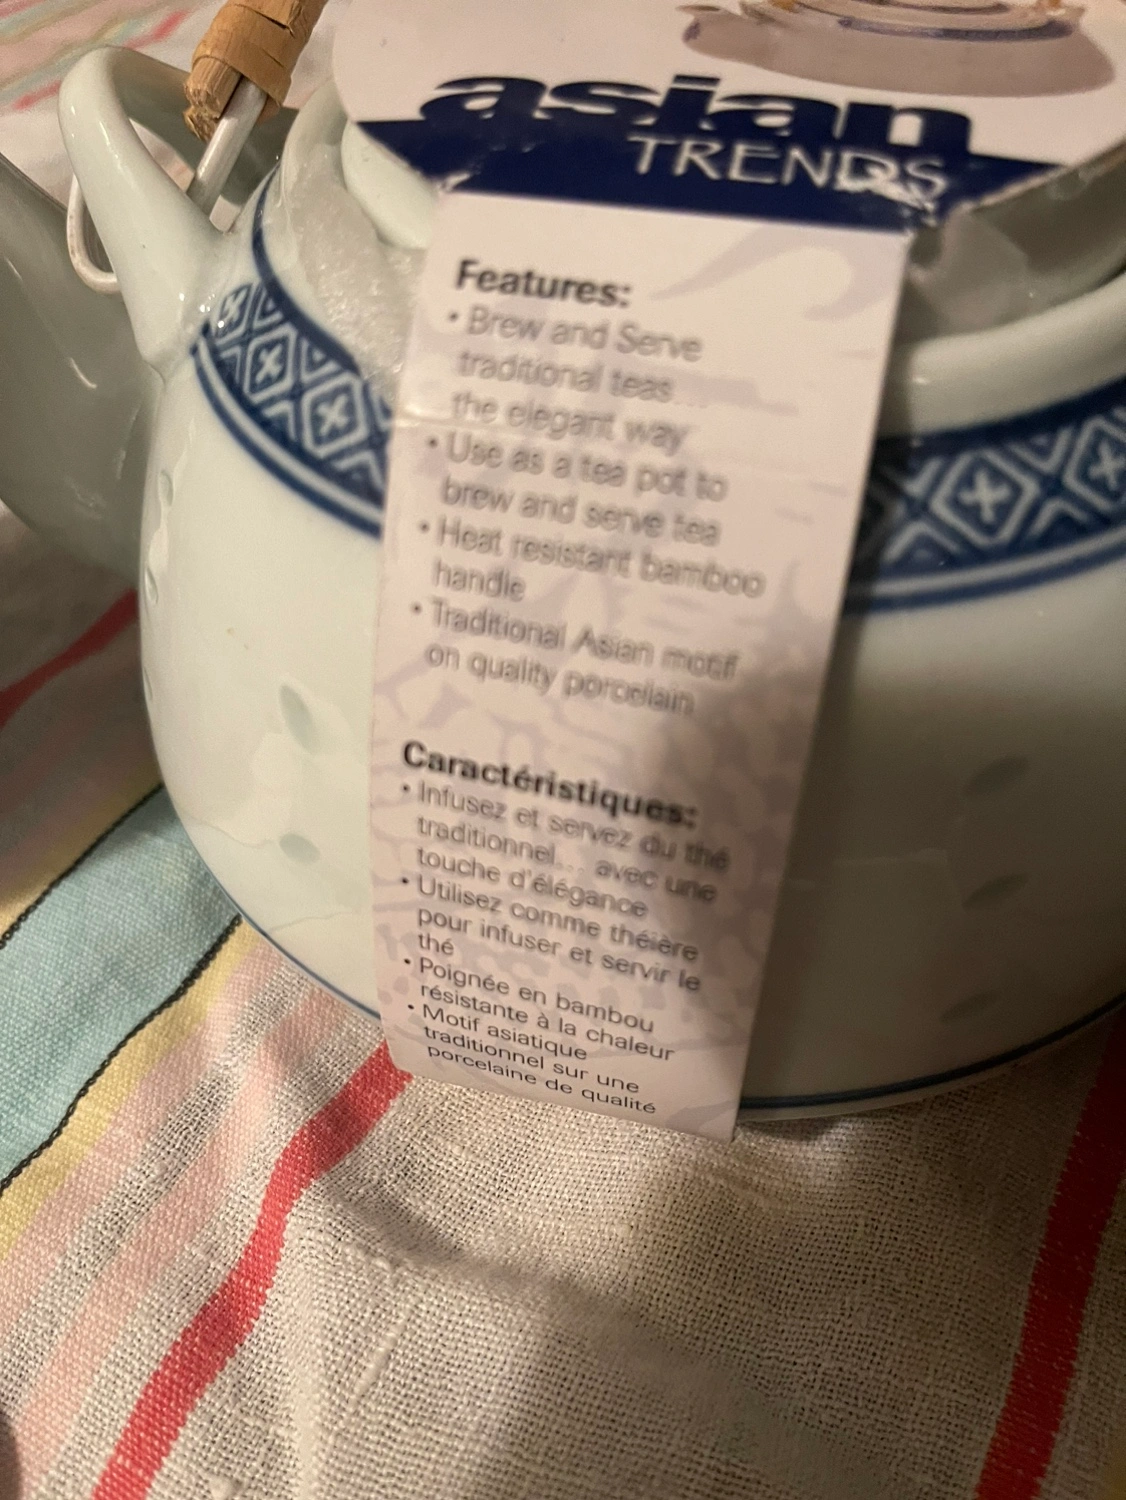 asian
TRENDS
Features:
• Brew and Serve
traditional teas...
the elegant way
• Use as a tea pot to
brew and serve tea
• Heat resistant bamboo
handle
• Traditional Asian motif
on quality porcelain
Caractéristiques:
• Infusez et servez du thé
traditionnel... avec une
touche d'élégance
• Utilisez comme théière
pour infuser et servir le
thé
• Poignée en bambou
résistante à la chaleur
• Motif asiatique
traditionnel sur une
porcelaine de qualité